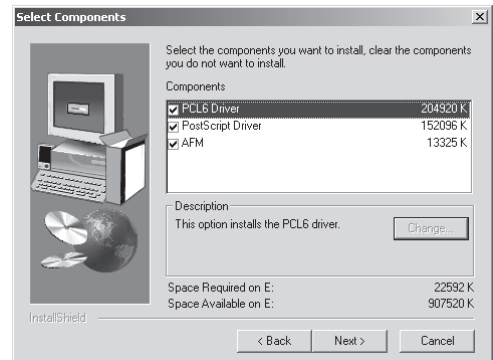 Select Components
Select the components you want to install, clear the components
you do not want to install.
Components
PCL6 Driver 204920 K
PostScript Driver 152096 K
AFM 13325 K
Description
This option installs the PCL6 driver.
Change...
Space Required on E: 22592 K
Space Available on E: 907520 K
InstallShield
< Back Next > Cancel